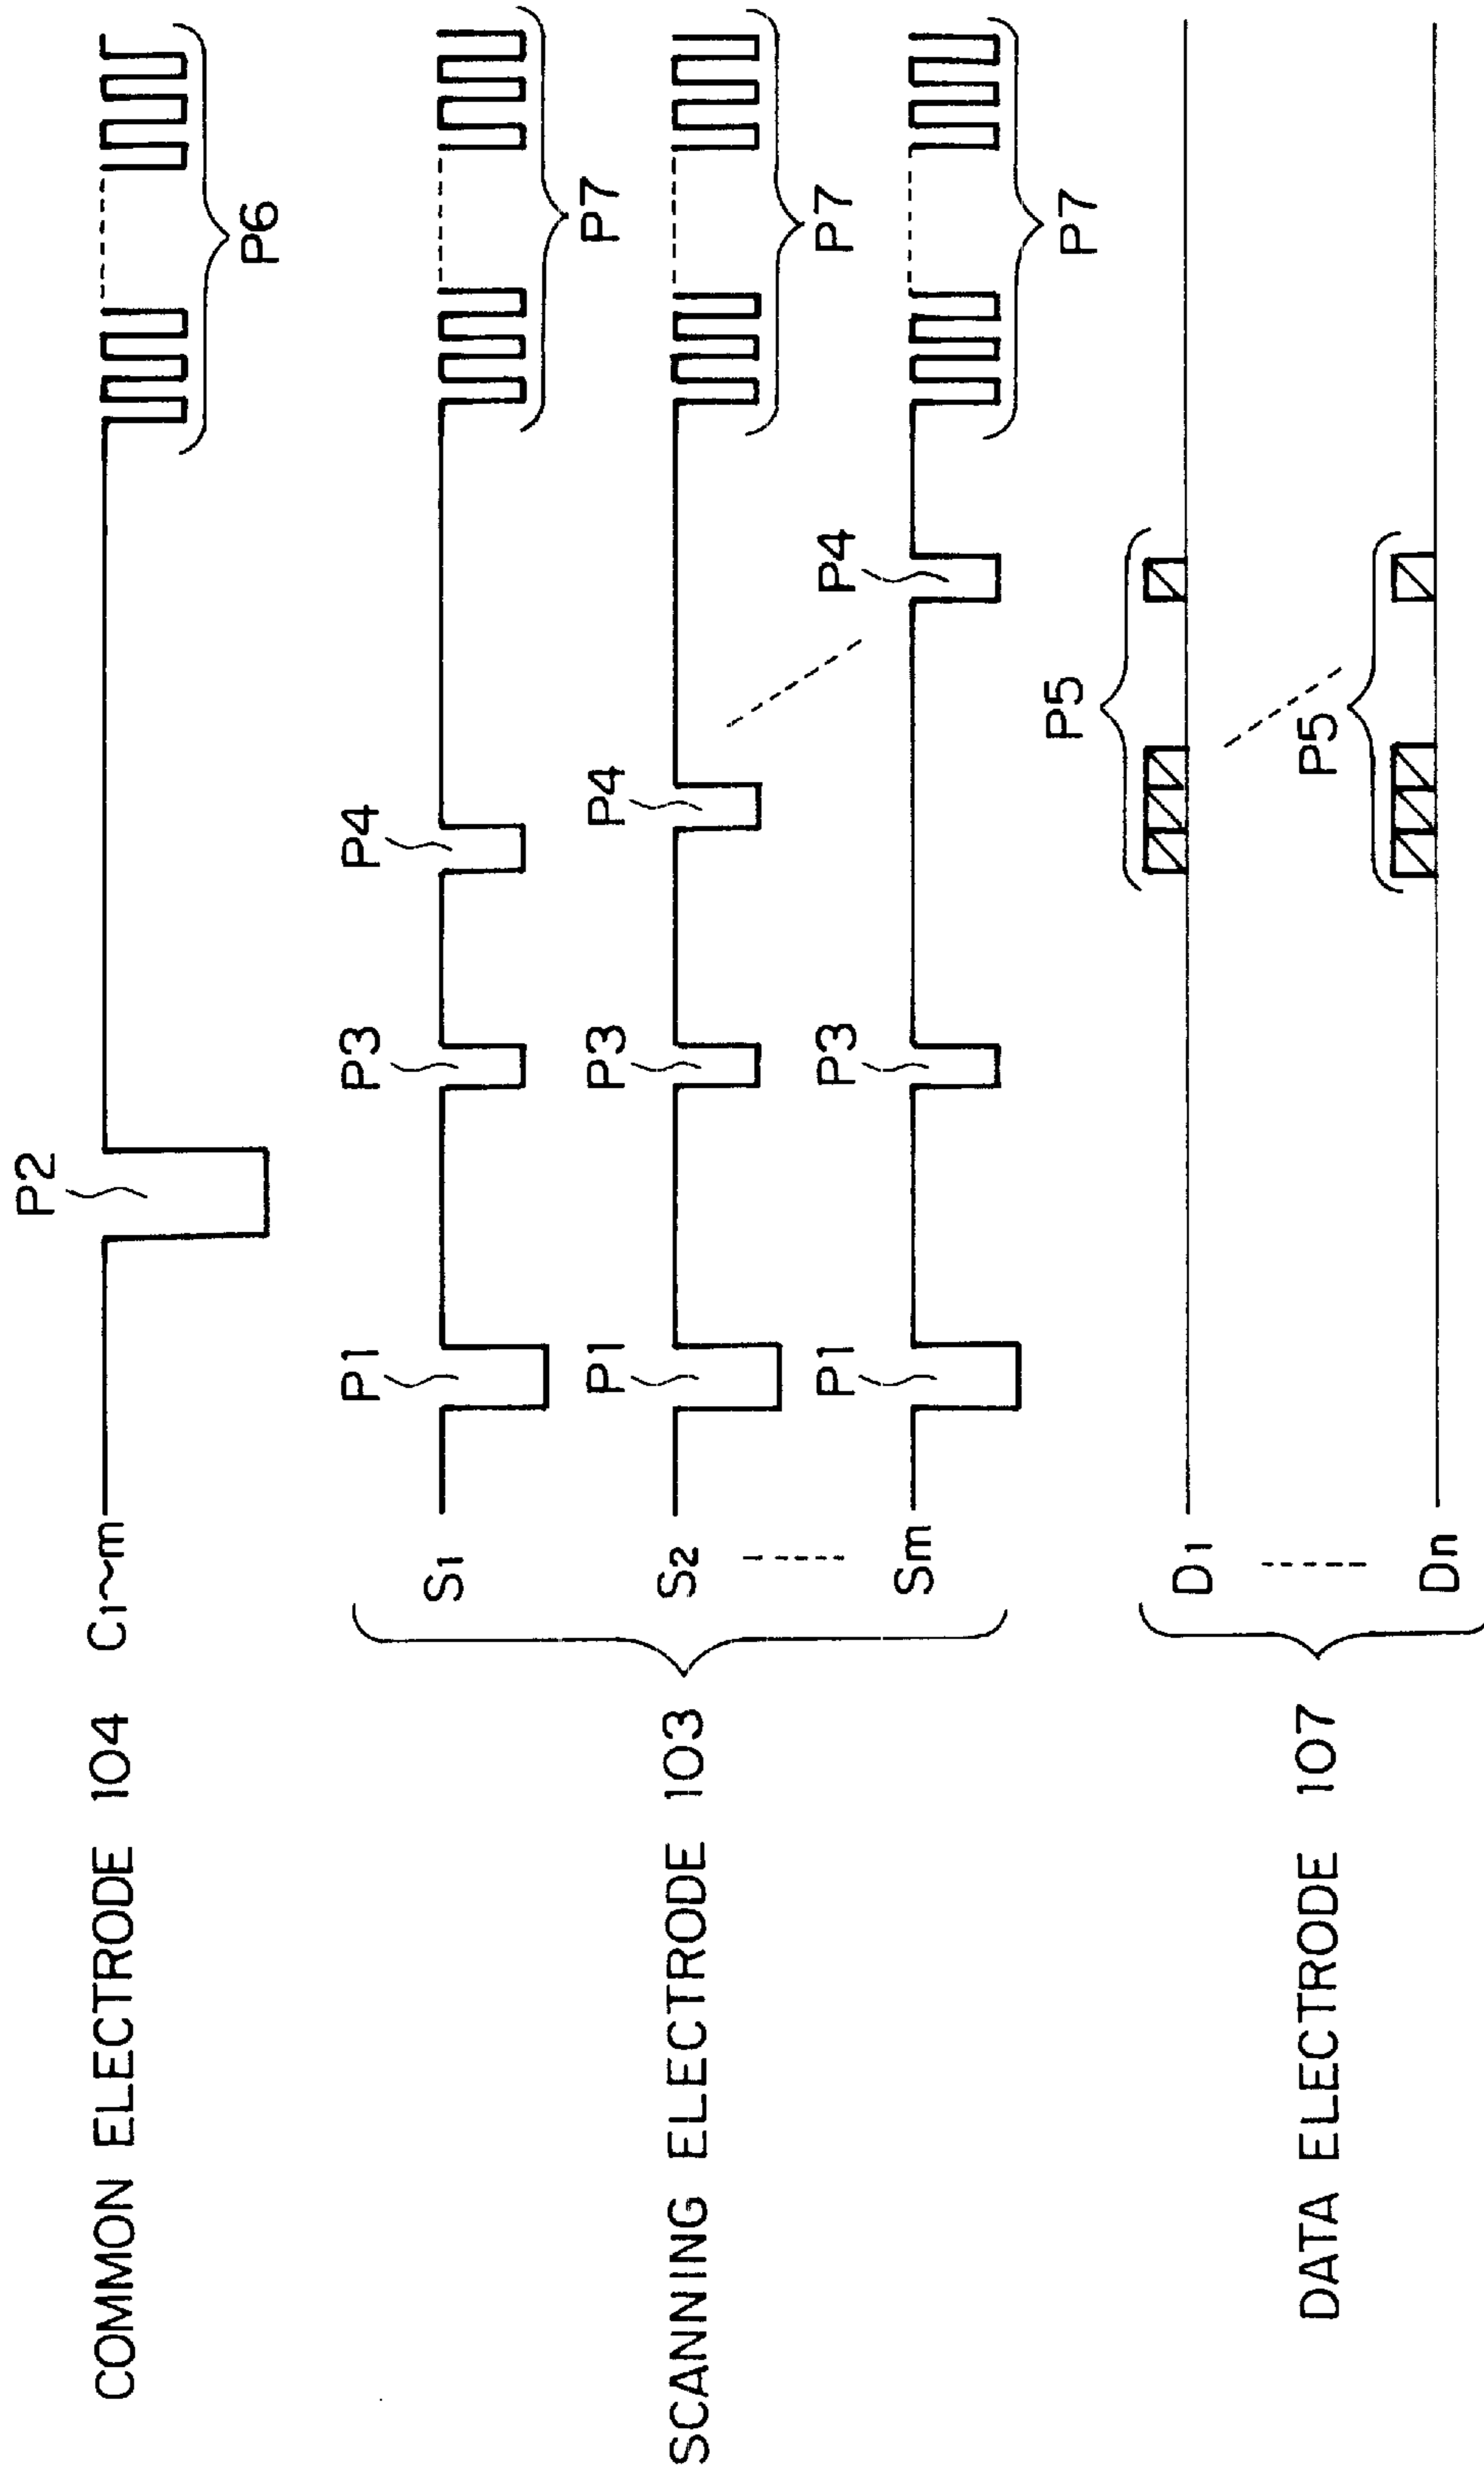 COMMON ELECTRODE 104 C1~m
P2
P6
SCANNING ELECTRODE 103
S1
P1
P3
P4
P7
S2
P1
P3
P4
P7
Sm
P1
P3
P4
P7
DATA ELECTRODE 107
D1
P5
Dn
P5